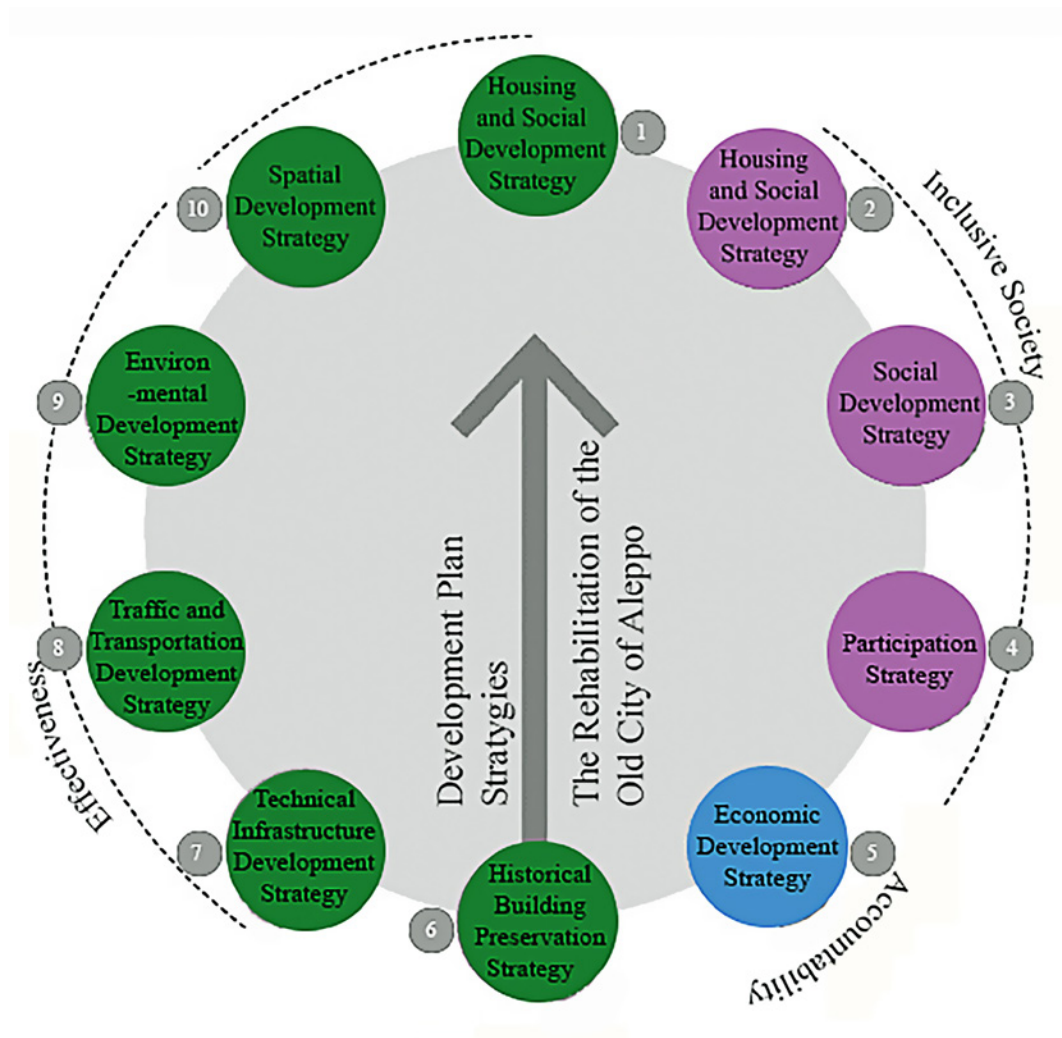 Housing
and Social
Development
Strategy
1
Housing
and Social
Development
Strategy
2
Inclusive Society
Social
Development
Strategy
3
Participation
Strategy
4
Economic
Development
Strategy
5
Accountability
Historical
Building
Preservation
Strategy
6
Technical
Infrastructure
Development
Strategy
7
Effectiveness
Traffic and
Transportation
Development
Strategy
8
Environ
-mental
Development
Strategy
9
Spatial
Development
Strategy
10
Development Plan
Stratygies
The Rehabilitation of the
Old City of Aleppo